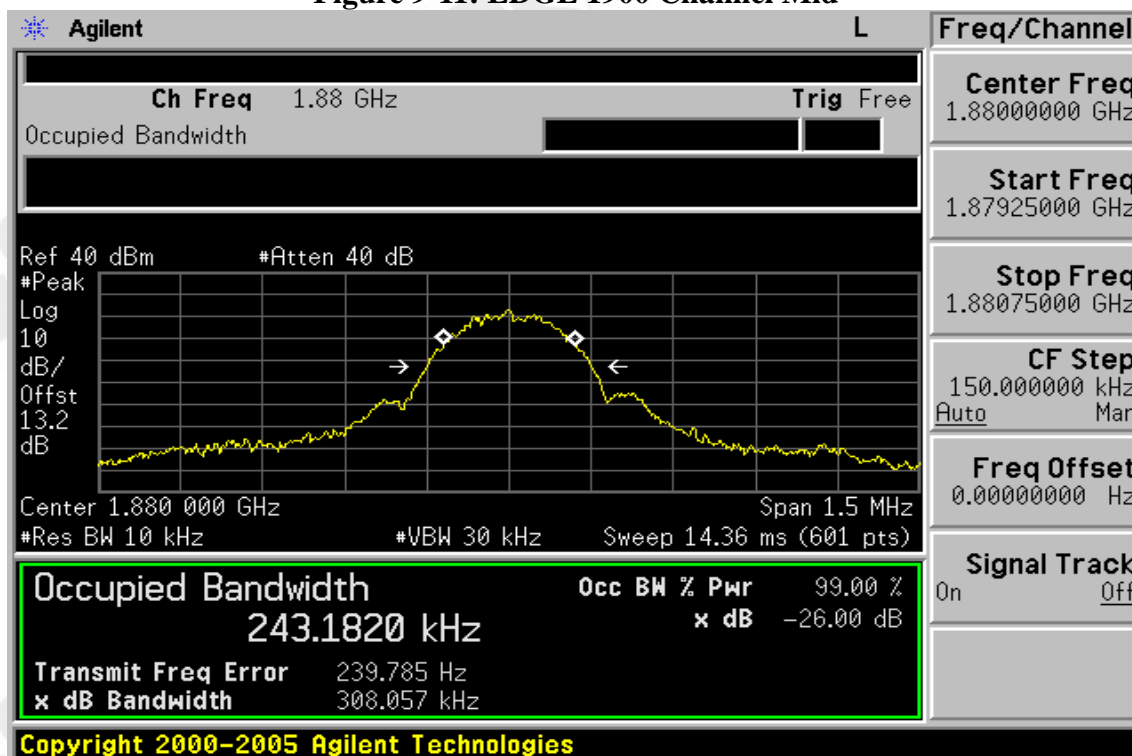 Figure 9-11: EDGE 1900 Channel Mid
Agilent L Freq/Channel
Ch Freq 1.88 GHz Trig Free
Occupied Bandwidth
Center Freq
1.88000000 GHz
Start Freq
1.87925000 GHz
Stop Freq
1.88075000 GHz
CF Step
150.000000 kHz
Auto Man
Freq Offset
0.00000000 Hz
Signal Track
On Off
Ref 40 dBm #Atten 40 dB
#Peak
Log
10
dB/
Offst
13.2
dB
Center 1.880 000 GHz Span 1.5 MHz
#Res BW 10 kHz #VBW 30 kHz Sweep 14.36 ms (601 pts)
Occupied Bandwidth Occ BW % Pwr 99.00 %
243.1820 kHz x dB -26.00 dB
Transmit Freq Error 239.785 Hz
x dB Bandwidth 308.057 kHz
Copyright 2000-2005 Agilent Technologies